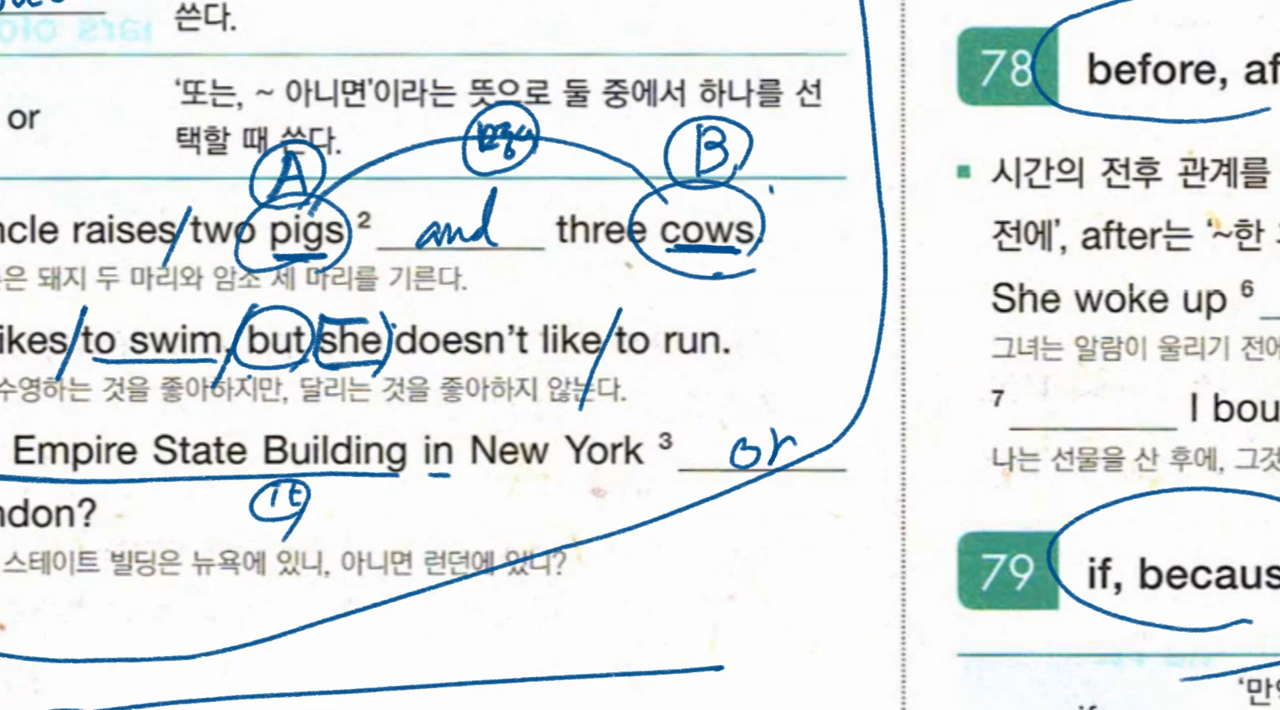 쓴다.
or
'또는, ~ 아니면'이라는 뜻으로 둘 중에서 하나를 선
택할 때 쓴다.
A
명사
B
ncle raises two pigs ² and three cows.
은 돼지 두 마리와 암소 세 마리를 기른다.
ikes to swim, but she doesn't like to run.
수영하는 것을 좋아하지만, 달리는 것을 좋아하지 않는다.
Empire State Building in New York ³ or
it
ndon?
스테이트 빌딩은 뉴욕에 있니, 아니면 런던에 있니?
78 before, af
시간의 전후 관계를
전에', after는 '~한
She woke up ⁶
그녀는 알람이 울리기 전에
⁷ I bou
나는 선물을 산 후에, 그것
79 if, becaus
'만